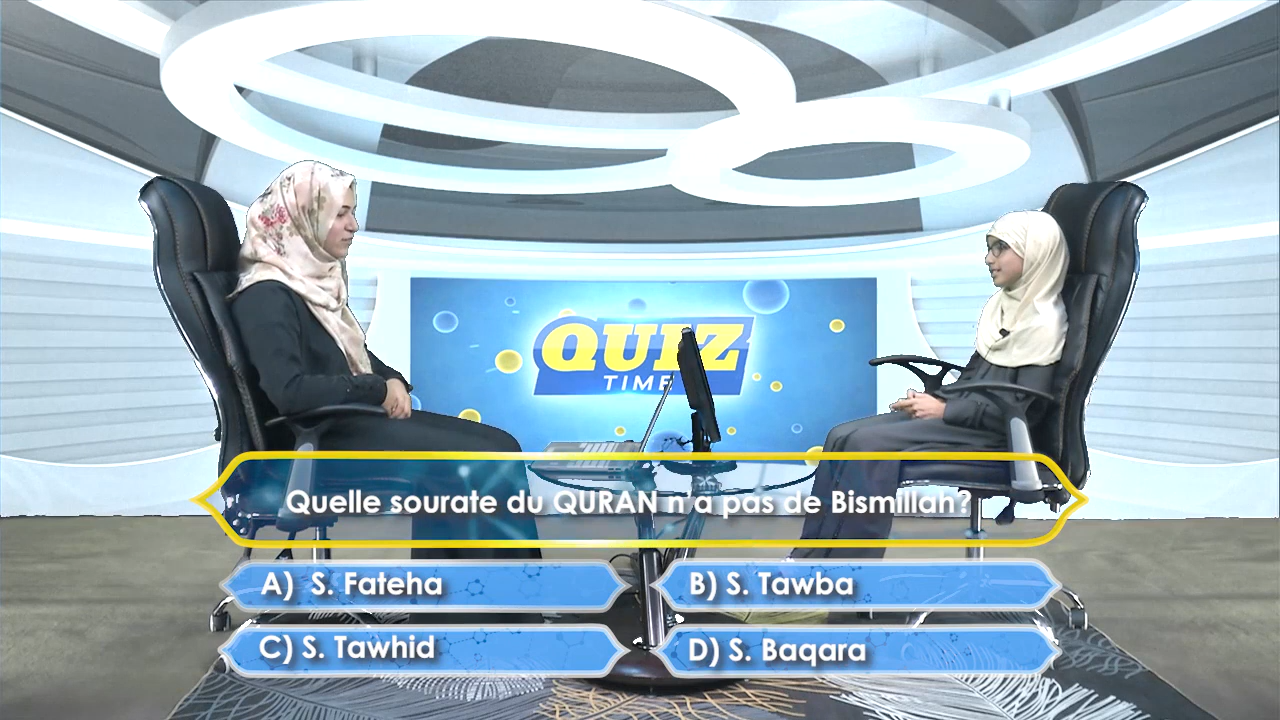 QUIZ
TIME
Quelle sourate du QURAN n'a pas de Bismillah?
A) S. Fateha
B) S. Tawba
C) S. Tawhid
D) S. Baqara